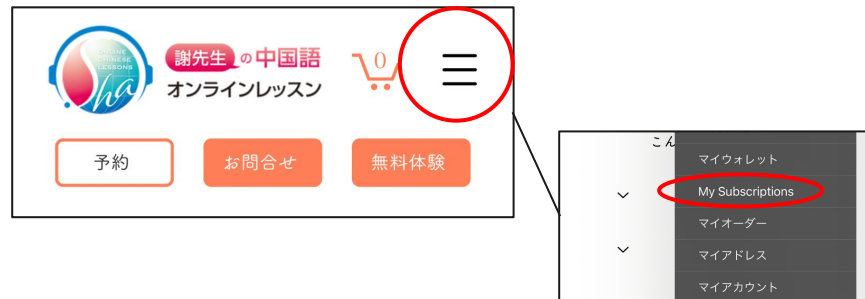 ONLINE
CHINESE
LESSONS
Sha
謝先生の中国語
オンラインレッスン
0
予約
お問合せ
無料体験
こん
マイウォレット
My Subscriptions
マイオーダー
マイアドレス
マイアカウント